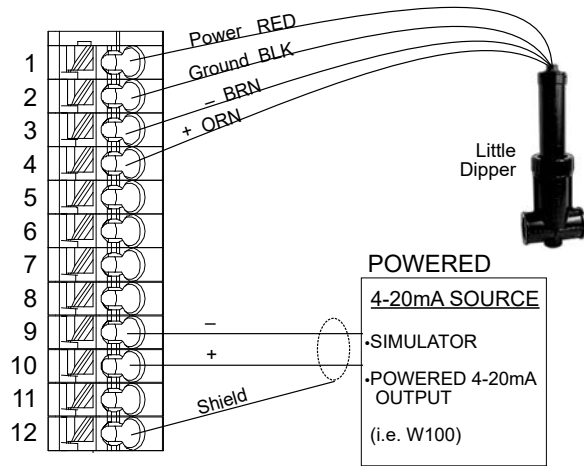 1
2
3
4
5
6
7
8
9
10
11
12
Power RED
Ground BLK
– BRN
+ ORN
Little
Dipper
–
+
Shield
POWERED
4-20mA SOURCE
•SIMULATOR
•POWERED 4-20mA
OUTPUT
(i.e. W100)